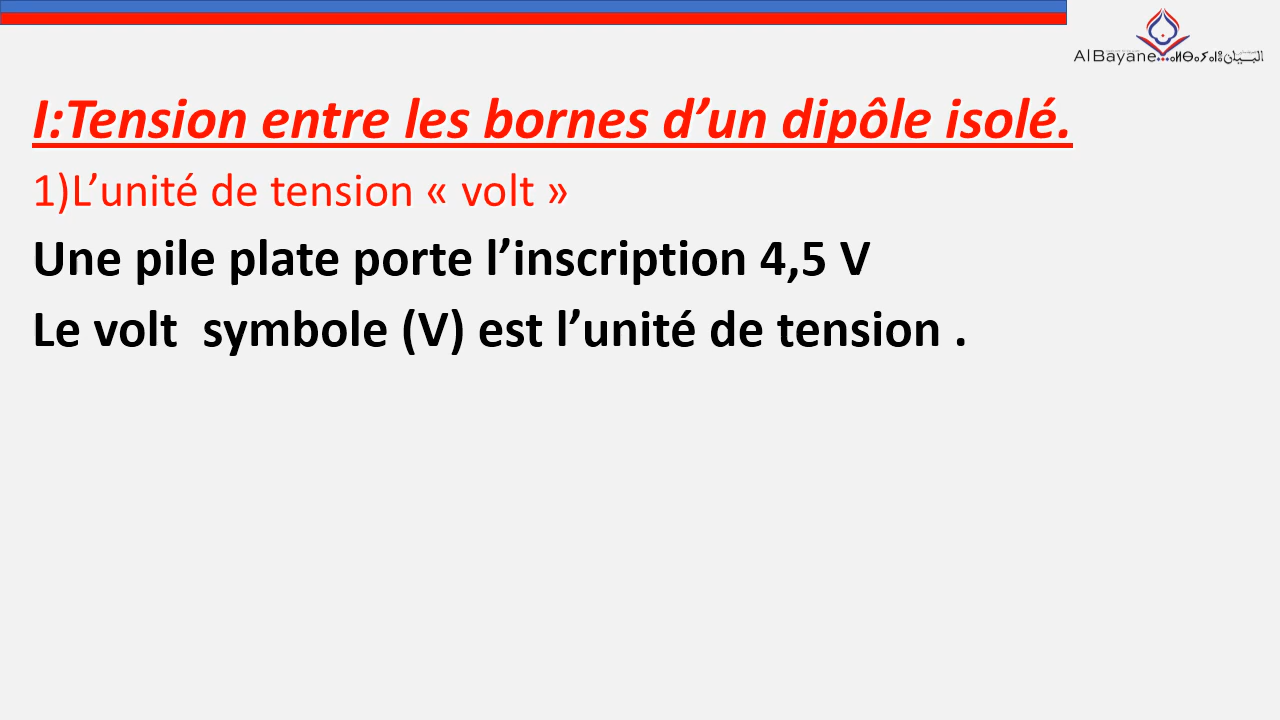 AlBayane
البيان
I:Tension entre les bornes d’un dipôle isolé.
1)L’unité de tension « volt »
Une pile plate porte l’inscription 4,5 V
Le volt  symbole (V) est l’unité de tension .